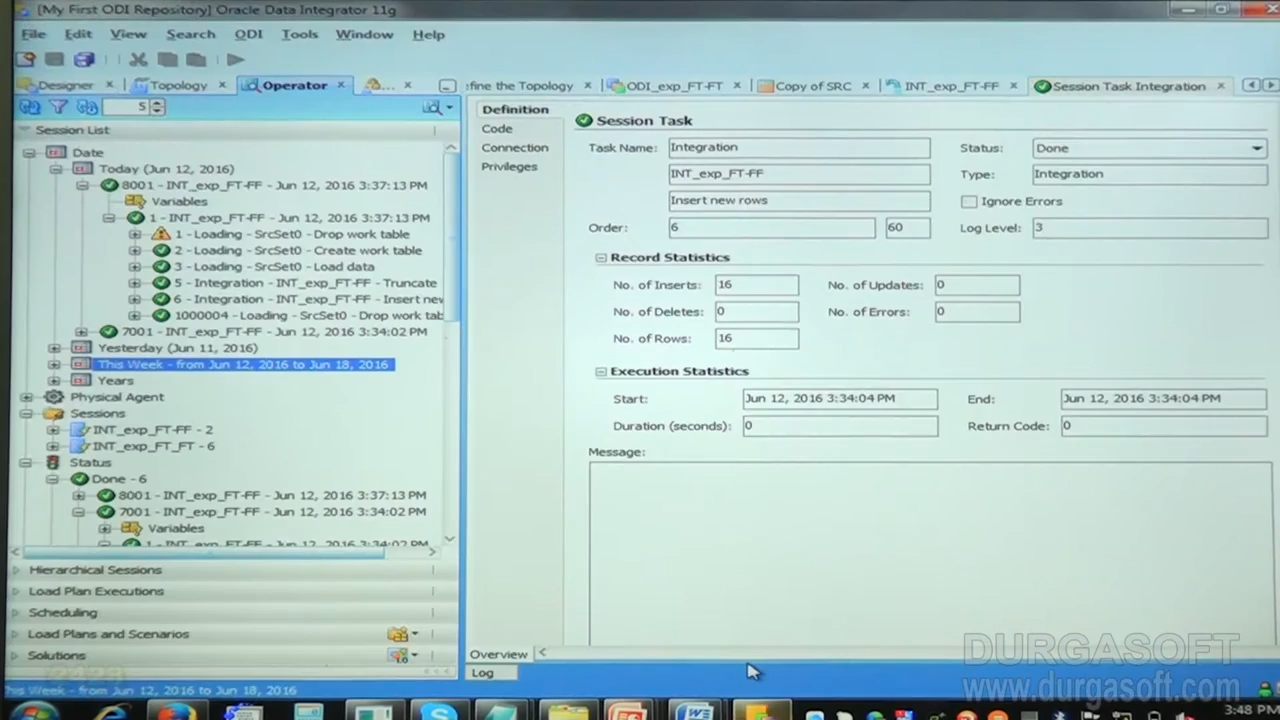 [My First ODI Repository] Oracle Data Integrator 11g
File Edit View Search ODI Tools Window Help
Designer Topology Operator ... efine the Topology ODI_exp_FT-FT Copy of SRC INT_exp_FT-FF Session Task Integration
5
Session List
Date
Today (Jun 12, 2016)
8001 - INT_exp_FT-FF - Jun 12, 2016 3:37:13 PM
Variables
1 - INT_exp_FT-FF - Jun 12, 2016 3:37:13 PM
1 - Loading - SrcSet0 - Drop work table
2 - Loading - SrcSet0 - Create work table
3 - Loading - SrcSet0 - Load data
5 - Integration - INT_exp_FT-FF - Truncate
6 - Integration - INT_exp_FT-FF - Insert new
1000004 - Loading - SrcSet0 - Drop work tab
7001 - INT_exp_FT-FF - Jun 12, 2016 3:34:02 PM
Yesterday (Jun 11, 2016)
This Week - from Jun 12, 2016 to Jun 18, 2016
Years
Physical Agent
Sessions
INT_exp_FT-FF - 2
INT_exp_FT_FT - 6
Status
Done - 6
8001 - INT_exp_FT-FF - Jun 12, 2016 3:37:13 PM
7001 - INT_exp_FT-FF - Jun 12, 2016 3:34:02 PM
Variables
1 - INT_exp_FT-FF - Jun 12, 2016 3:34:02 PM
Hierarchical Sessions
Load Plan Executions
Scheduling
Load Plans and Scenarios
Solutions
This Week - from Jun 12, 2016 to Jun 18, 2016
Definition
Code
Connection
Privileges
Session Task
Task Name: Integration Status: Done
INT_exp_FT-FF Type: Integration
Insert new rows Ignore Errors
Order: 6 60 Log Level: 3
Record Statistics
No. of Inserts: 16 No. of Updates: 0
No. of Deletes: 0 No. of Errors: 0
No. of Rows: 16
Execution Statistics
Start: Jun 12, 2016 3:34:04 PM End: Jun 12, 2016 3:34:04 PM
Duration (seconds): 0 Return Code: 0
Message:
Overview
Log
DURGASOFT
www.durgasoft.com
3:48 PM